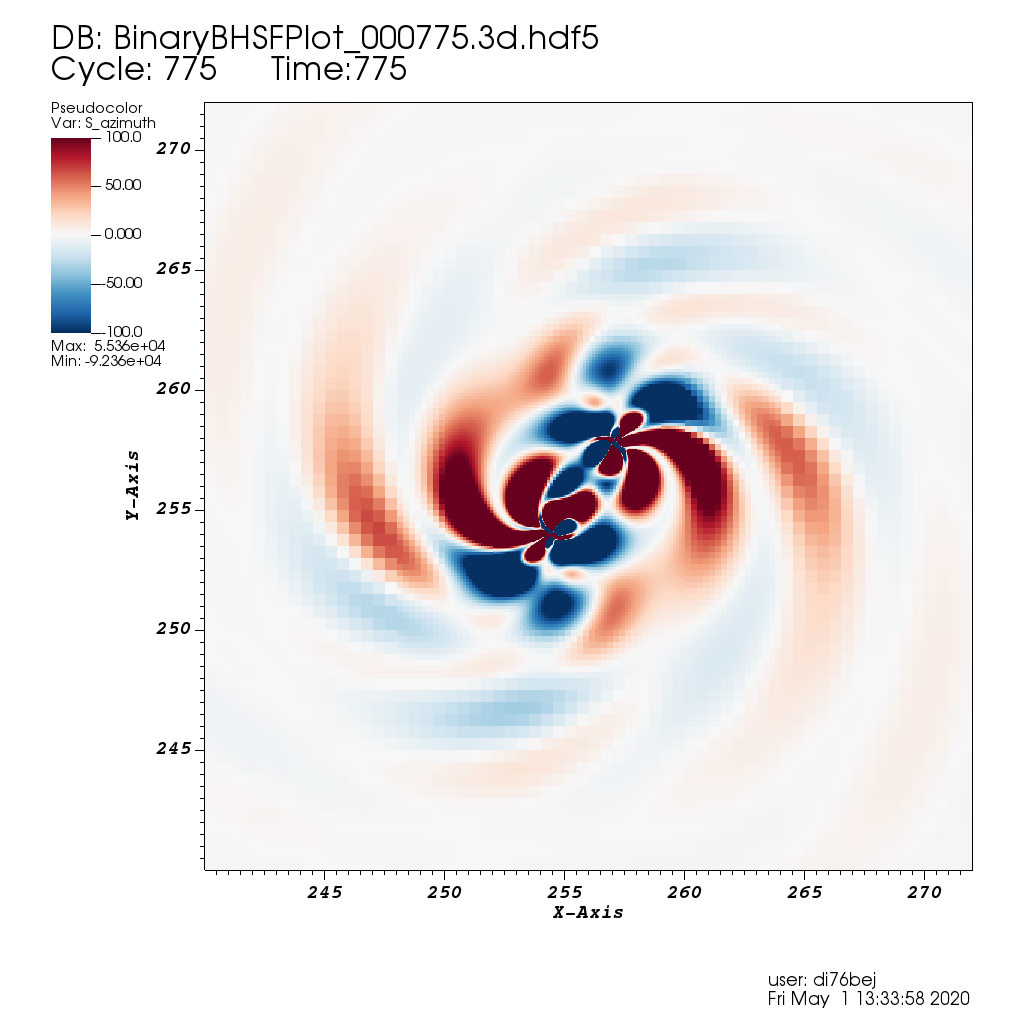 DB: BinaryBHSFPlot_000775.3d.hdf5
Cycle: 775 Time:775
Pseudocolor
Var: S_azimuth
100.0
50.00
0.000
-50.00
-100.0
Max: 5.536e+04
Min: -9.236e+04
270
265
260
255
250
245
Y-Axis
245 250 255 260 265 270
X-Axis
user: di76bej
Fri May 1 13:33:58 2020